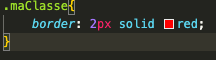 .maClasse{
border: 2px solid red;
}